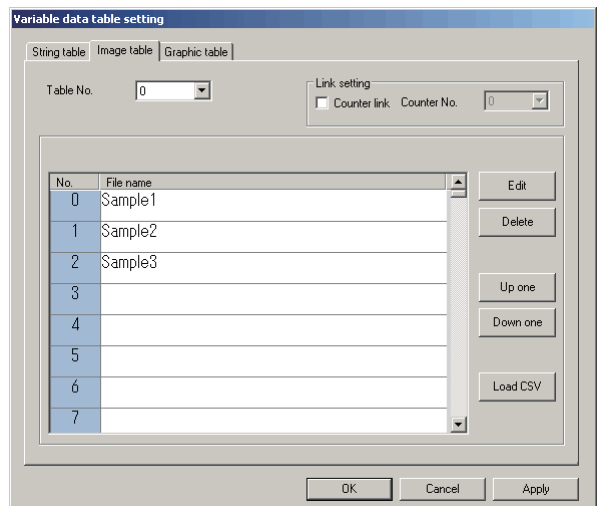 Variable data table setting
String table Image table Graphic table
Table No. 0
Link setting
Counter link Counter No. 0
No. File name
0 Sample1
1 Sample2
2 Sample3
3
4
5
6
7
Edit
Delete
Up one
Down one
Load CSV
OK Cancel Apply